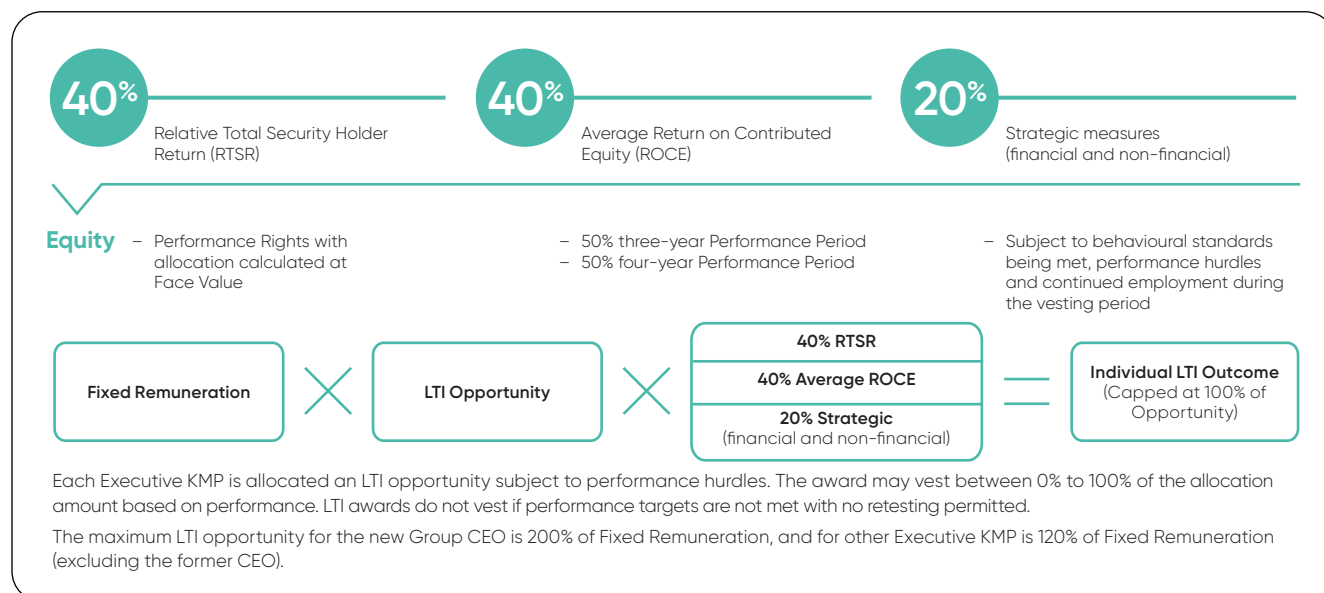 40%
Relative Total Security Holder
Return (RTSR)
40%
Average Return on Contributed
Equity (ROCE)
20%
Strategic measures
(financial and non-financial)
Equity
– Performance Rights with
allocation calculated at
Face Value
– 50% three-year Performance Period
– 50% four-year Performance Period
– Subject to behavioural standards
being met, performance hurdles
and continued employment during
the vesting period
Fixed Remuneration
LTI Opportunity
40% RTSR
40% Average ROCE
20% Strategic
(financial and non-financial)
Individual LTI Outcome
(Capped at 100% of
Opportunity)
Each Executive KMP is allocated an LTI opportunity subject to performance hurdles. The award may vest between 0% to 100% of the allocation
amount based on performance. LTI awards do not vest if performance targets are not met with no retesting permitted.
The maximum LTI opportunity for the new Group CEO is 200% of Fixed Remuneration, and for other Executive KMP is 120% of Fixed Remuneration
(excluding the former CEO).